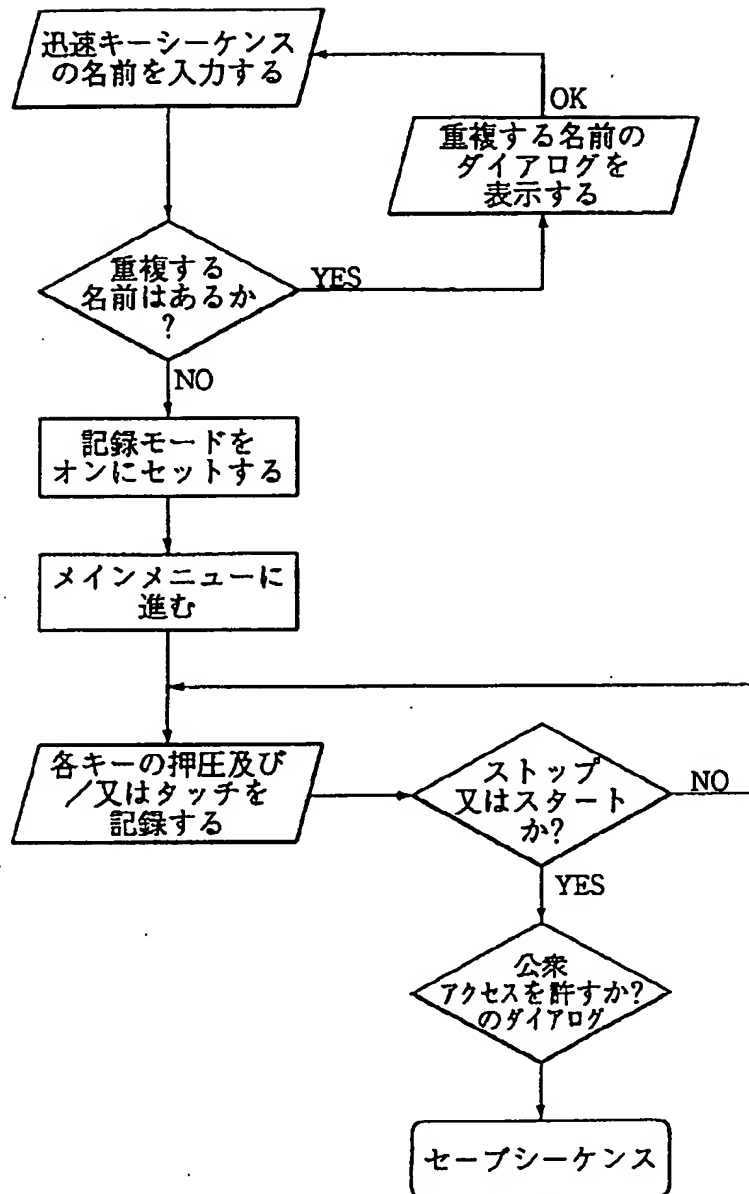 迅速キーシーケンス
の名前を入力する
OK
重複する名前の
ダイアログを
表示する
重複する
名前はあるか
?
YES
NO
記録モードを
オンにセットする
メインメニューに
進む
各キーの押圧及び
/又はタッチを
記録する
ストップ
又はスタート
か?
NO
YES
公衆
アクセスを許すか?
のダイアログ
セーブシーケンス